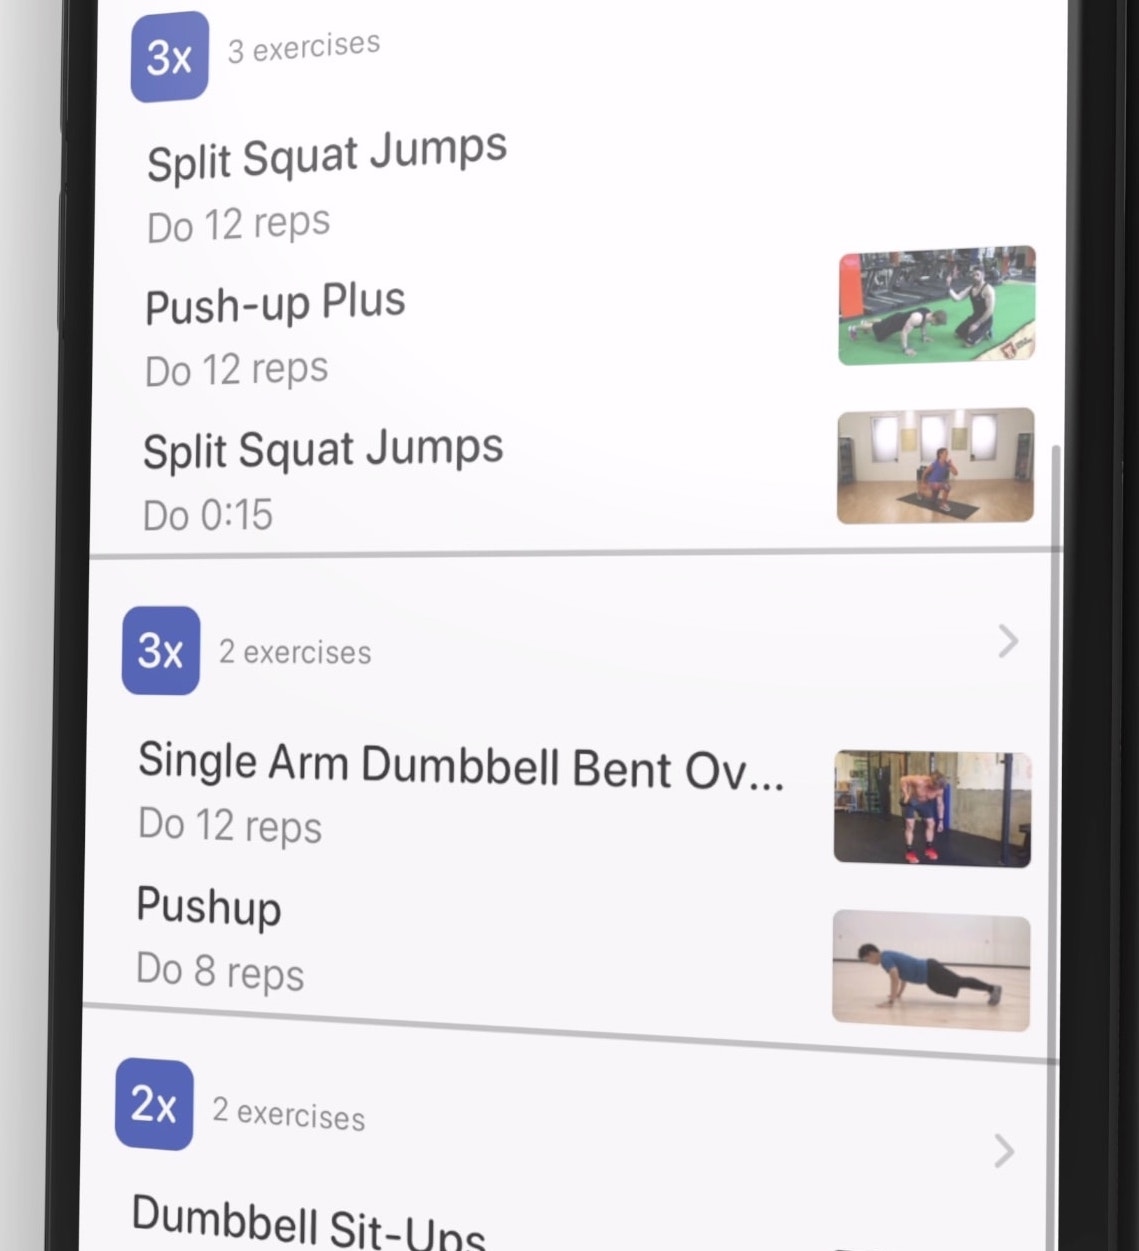 3x
3 exercises
Split Squat Jumps
Do 12 reps
Push-up Plus
Do 12 reps
Split Squat Jumps
Do 0:15
3x
2 exercises
Single Arm Dumbbell Bent Ov...
Do 12 reps
Pushup
Do 8 reps
2x
2 exercises
Dumbbell Sit-Ups